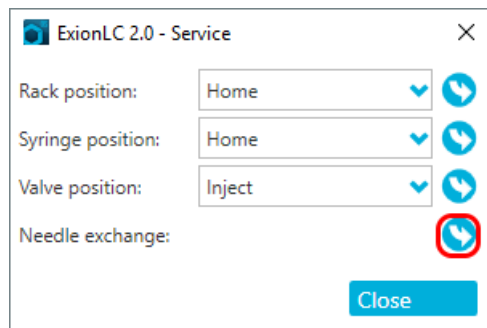 ExionLC 2.0 - Service
Rack position: Home
Syringe position: Home
Valve position: Inject
Needle exchange:
Close